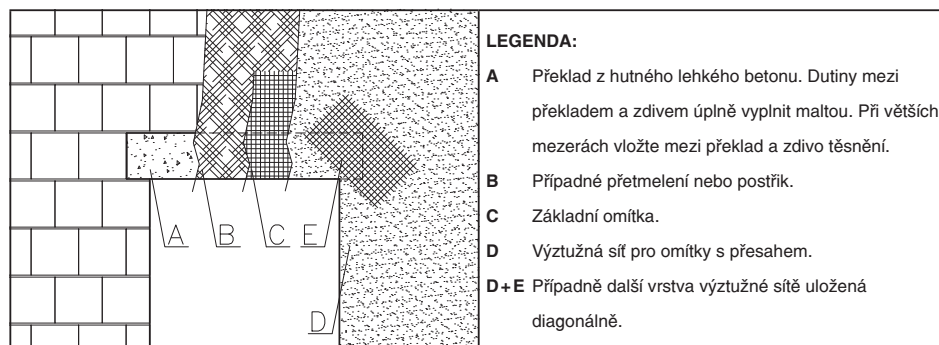 LEGENDA:
A Překlad z hutného lehkého betonu. Dutiny mezi
překladem a zdivem úplně vyplnit maltou. Při větších
mezerách vložte mezi překlad a zdivo těsnění.
B Případné přetmelení nebo postřik.
C Základní omítka.
D Výztužná síť pro omítky s přesahem.
D+E Případně další vrstva výztužné sítě uložená
diagonálně.
A B C E
D